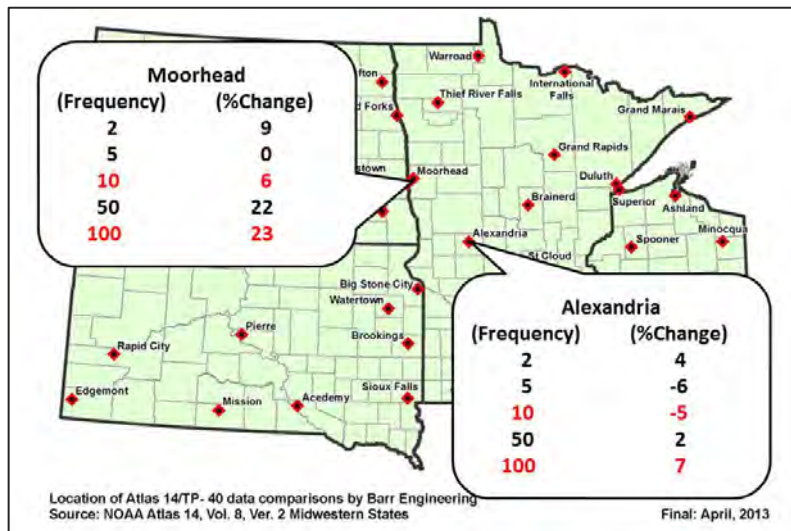 Moorhead
(Frequency) (%Change)
2 9
5 0
10 6
50 22
100 23
Alexandria
(Frequency) (%Change)
2 4
5 -6
10 -5
50 2
100 7
Warroad
International
Falls
fton
Thief River Falls
d Forks
Grand Marais
Grand Rapids
stown
Moorhead
Duluth
Superior
Ashland
Brainerd
Minocqua
Alexandria
Spooner
St Cloud
Big Stone City
Watertown
Pierre
Brookings
Rapid City
Edgemont
Mission
Acedemy
Sioux Falls
Location of Atlas 14/TP- 40 data comparisons by Barr Engineering
Source: NOAA Atlas 14, Vol. 8, Ver. 2 Midwestern States
Final: April, 2013